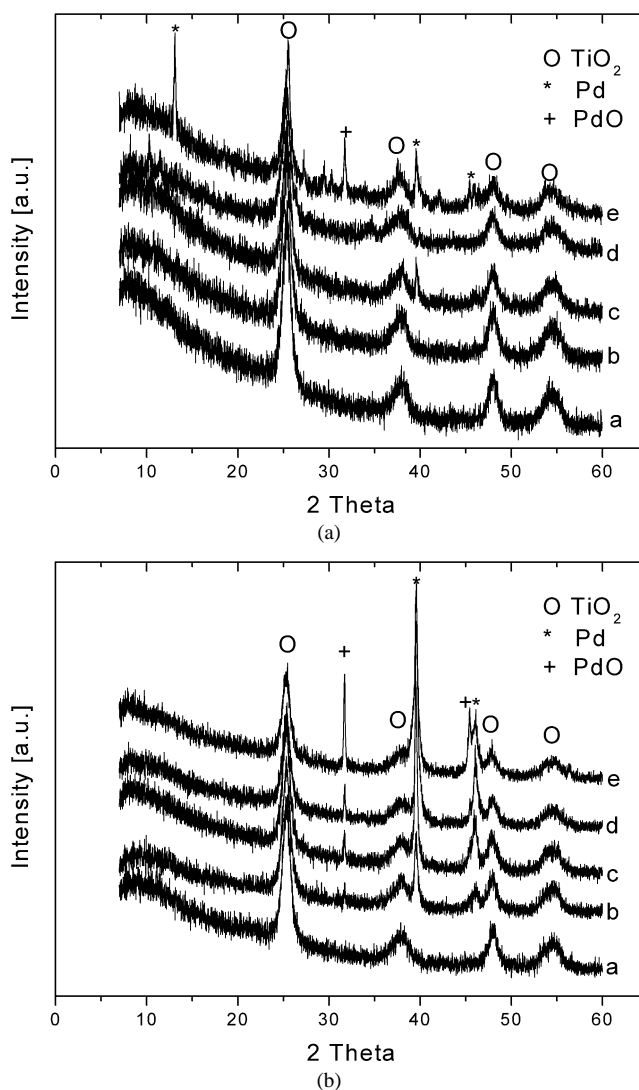 * O O TiO₂
* Pd
+ O * * O O + PdO
e
d
c
b
a
Intensity [a.u.]
0 10 20 30 40 50 60
2 Theta
(a)
* O TiO₂
* Pd
O + + * O O O + PdO
e
d
c
b
a
Intensity [a.u.]
0 10 20 30 40 50 60
2 Theta
(b)